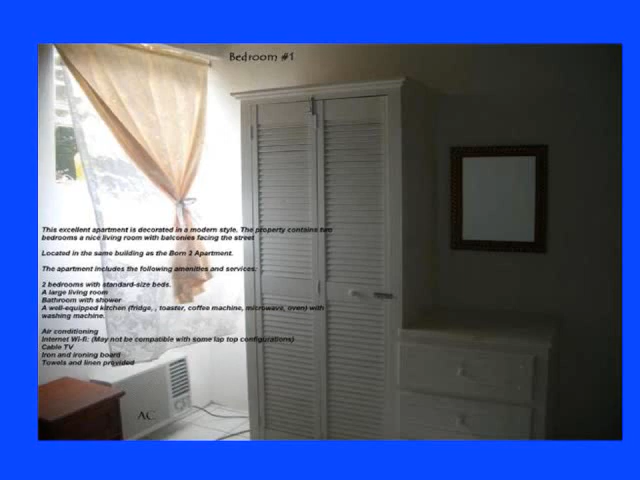 Bedroom #1
This excellent apartment is decorated in a modern style. The property contains two
bedrooms a nice living room with balconies facing the street
Located in the same building as the Born 2 Apartment.
The apartment includes the following amenities and services:
2 bedrooms with standard-size beds.
A large living room
Bathroom with shower
A well-equipped kitchen (fridge, , toaster, coffee machine, microwave, oven) with
washing machine.
Air conditioning
Internet Wi-fi: (May not be compatible with some lap top configurations)
Cable TV
Iron and ironing board
Towels and linen provided
AC